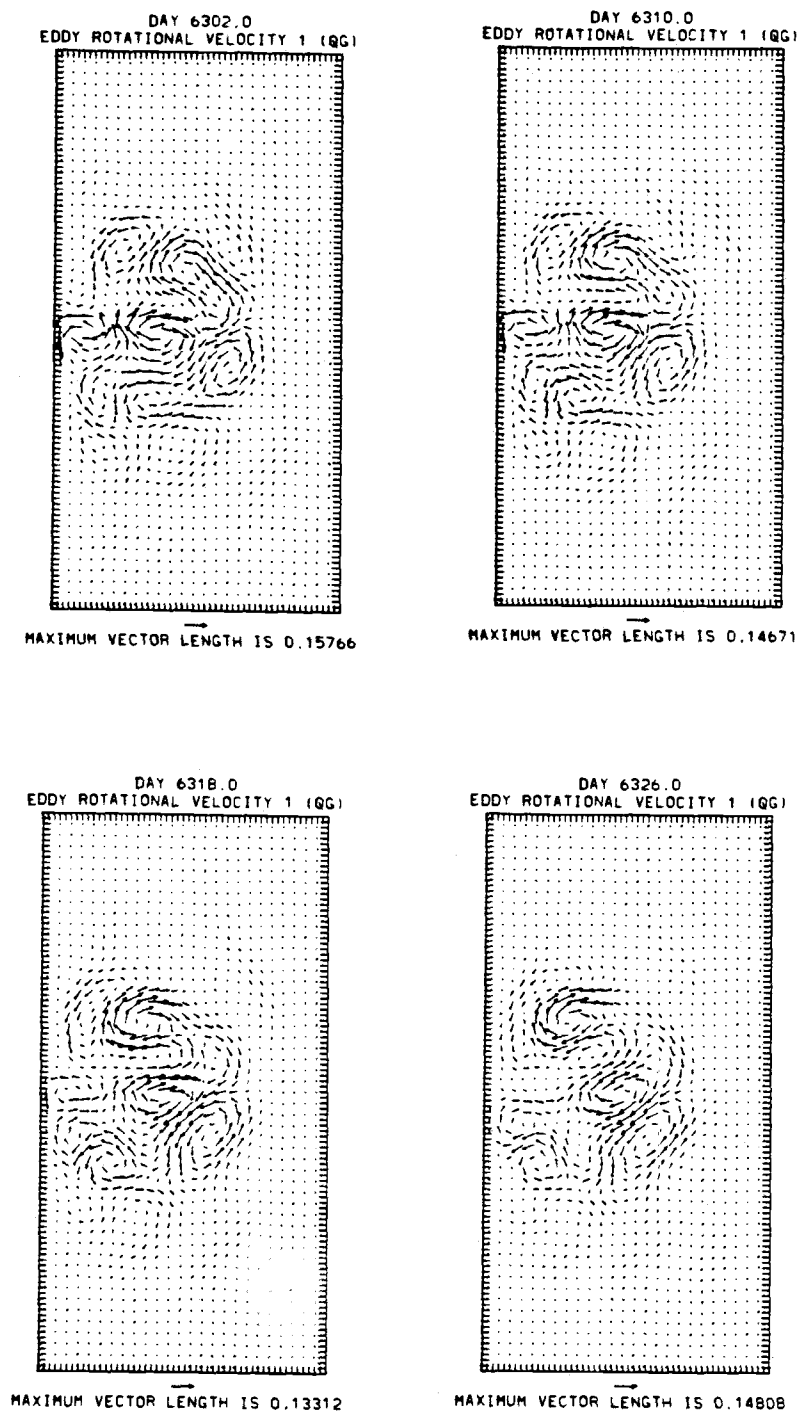 DAY 6302.0
EDDY ROTATIONAL VELOCITY 1 (QG)
MAXIMUM VECTOR LENGTH IS 0.15766
DAY 6310.0
EDDY ROTATIONAL VELOCITY 1 (QG)
MAXIMUM VECTOR LENGTH IS 0.14671
DAY 6318.0
EDDY ROTATIONAL VELOCITY 1 (QG)
MAXIMUM VECTOR LENGTH IS 0.13312
DAY 6326.0
EDDY ROTATIONAL VELOCITY 1 (QG)
MAXIMUM VECTOR LENGTH IS 0.14808